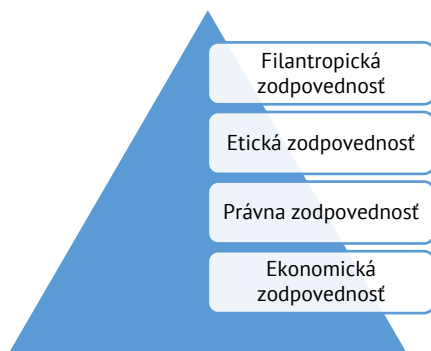 Filantropická
zodpovednosť
Etická zodpovednosť
Právna zodpovednosť
Ekonomická
zodpovednosť